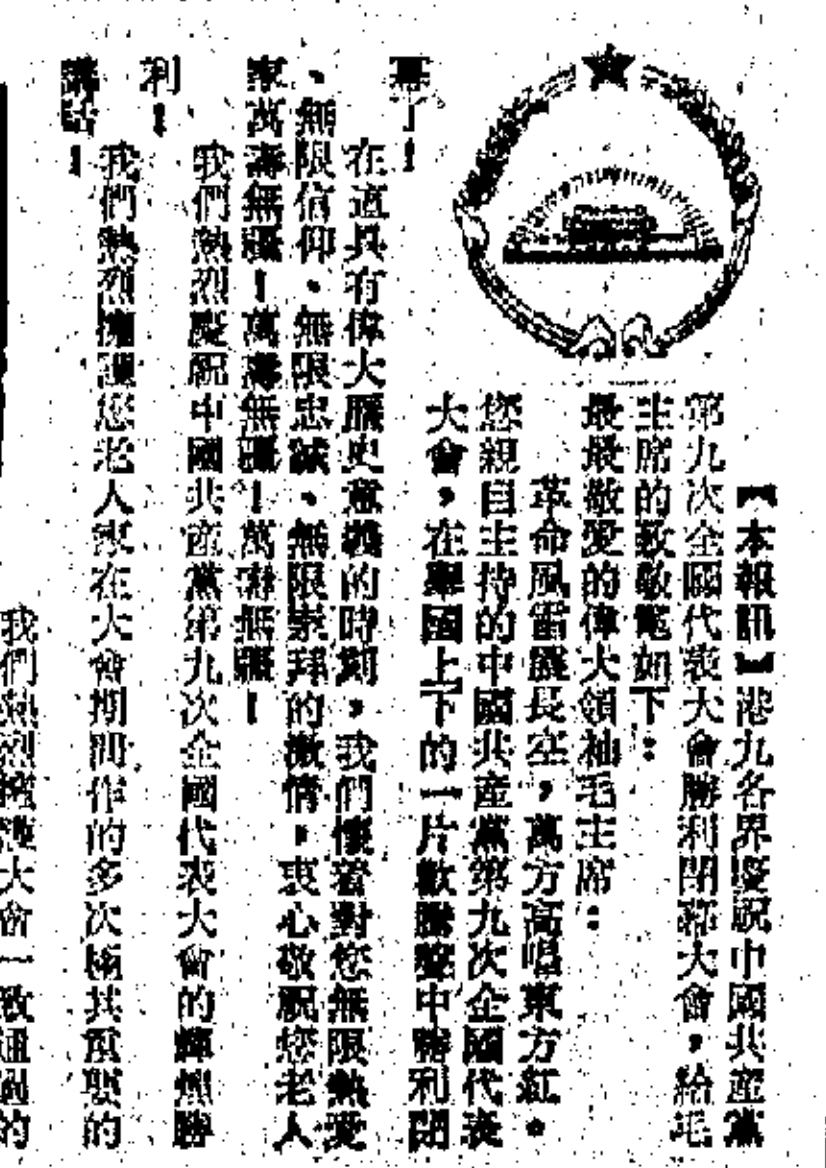 【本報訊】港九各界慶祝中國共產黨
第九次全國代表大會勝利閉幕大會，給毛
主席的致敬電如下：
最最敬愛的偉大領袖毛主席：
革命風雷震長空，萬方高唱東方紅。
您親自主持的中國共產黨第九次全國代表
大會，在舉國上下的一片歡騰聲中勝利閉
幕了！
在這具有偉大歷史意義的時刻，我們懷着對您無限熱愛
、無限信仰、無限忠誠、無限崇拜的激情，衷心敬祝您老人
家萬壽無疆！萬壽無疆！萬壽無疆！
我們熱烈慶祝中國共產黨第九次全國代表大會的輝煌勝
利！
我們熱烈擁護您老人家在大會期間作的多次極其重要的
講話！
我們熱烈擁護大會一致通過的